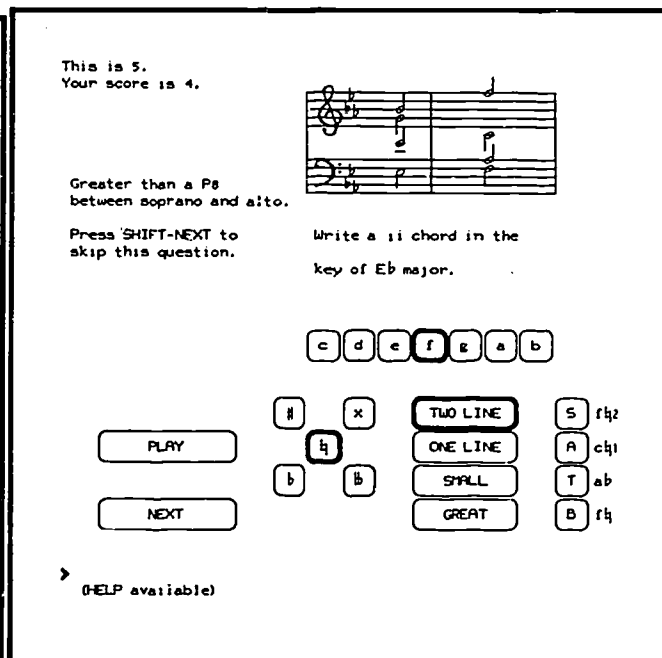 This is 5.
Your score is 4.
Greater than a P8
between soprano and alto.
Press SHIFT-NEXT to
skip this question.
Write a ii chord in the
key of E♭ major.
c d e f g a b
♯ x TWO LINE S f♮2
PLAY ♮ ONE LINE A c♮1
♭ 𝄫 SMALL T a♭
NEXT GREAT B f♮
>
(HELP available)